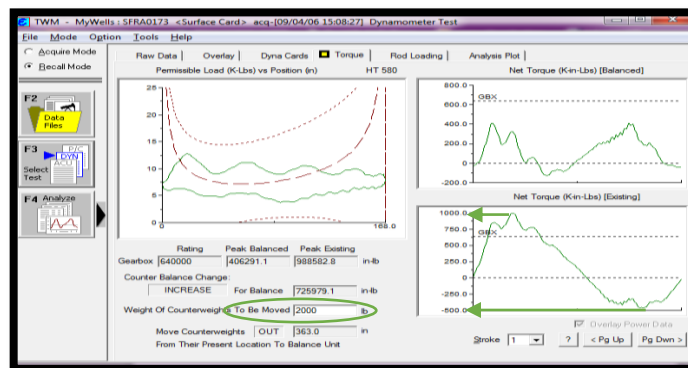 TWM - MyWells : SFRA0173 <Surface Card> acq-[09/04/06 15:08:27] Dynamometer Test
File Mode Option Tools Help
Acquire Mode
Recall Mode
F2
Data
Files
F3
P/C
DYN
ACU
Select
Test
F4 Analyze
Raw Data Overlay Dyna Cards Torque Rod Loading Analysis Plot
Permissible Load (K-Lbs) vs Position (in) HT 580
25
20
15
10
5
0
0 168.0
Net Torque (K-in-Lbs) [Balanced]
800.0
GBX
600.0
400.0
200.0
0.0
-200.0
Net Torque (K-in-Lbs) [Existing]
1000.0
750.0
GBX
500.0
250.0
0.0
-250.0
-500.0
Rating Peak Balanced Peak Existing
Gearbox 640000 406291.1 988582.8 in-lb
Counter Balance Change:
INCREASE For Balance 725979.1 in-lb
Weight Of Counterweights To Be Moved 2000 lb
Move Counterweights OUT 363.0 in
From Their Present Location To Balance Unit
Overlay Power Data
Stroke 1 ? < Pg Up Pg Dwn >